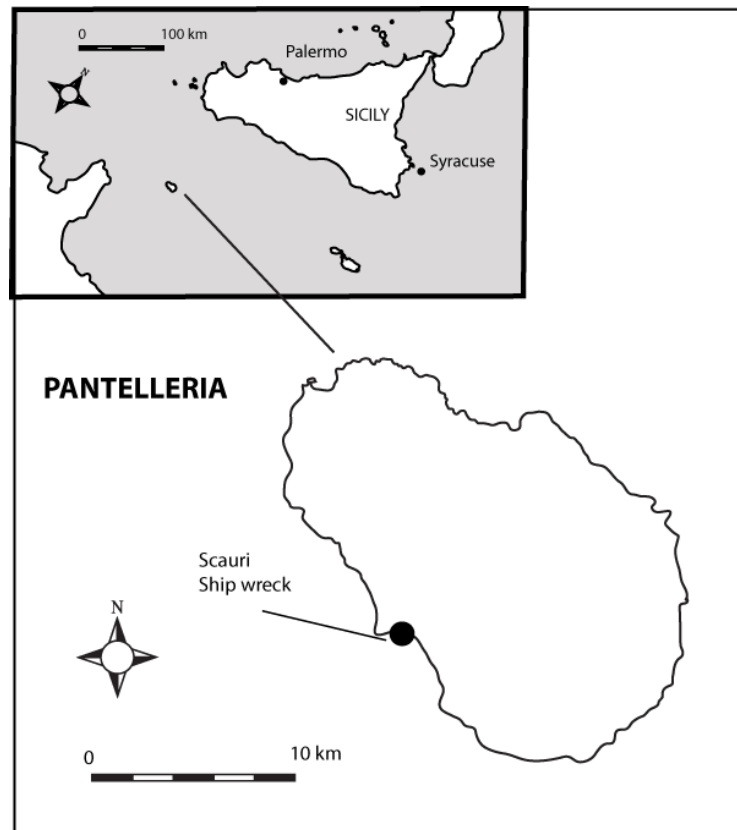 0 100 km
N
Palermo
SICILY
Syracuse
PANTELLERIA
Scauri
Ship wreck
N
0 10 km